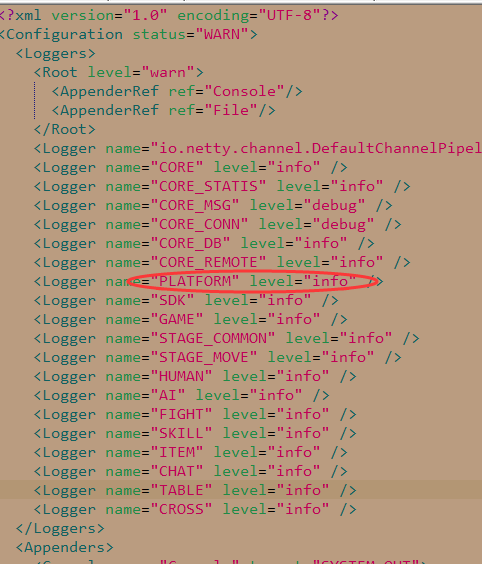 <?xml version="1.0" encoding="UTF-8"?>
<Configuration status="WARN">
<Loggers>
<Root level="warn">
<AppenderRef ref="Console"/>
<AppenderRef ref="File"/>
</Root>
<Logger name="io.netty.channel.DefaultChannelPipel
<Logger name="CORE" level="info" />
<Logger name="CORE_STATIS" level="info" />
<Logger name="CORE_MSG" level="debug" />
<Logger name="CORE_CONN" level="debug" />
<Logger name="CORE_DB" level="info" />
<Logger name="CORE_REMOTE" level="info" />
<Logger name="PLATFORM" level="info" />
<Logger name="SDK" level="info" />
<Logger name="GAME" level="info" />
<Logger name="STAGE_COMMON" level="info" />
<Logger name="STAGE_MOVE" level="info" />
<Logger name="HUMAN" level="info" />
<Logger name="AI" level="info" />
<Logger name="FIGHT" level="info" />
<Logger name="SKILL" level="info" />
<Logger name="ITEM" level="info" />
<Logger name="CHAT" level="info" />
<Logger name="TABLE" level="info" />
<Logger name="CROSS" level="info" />
</Loggers>
<Appenders>